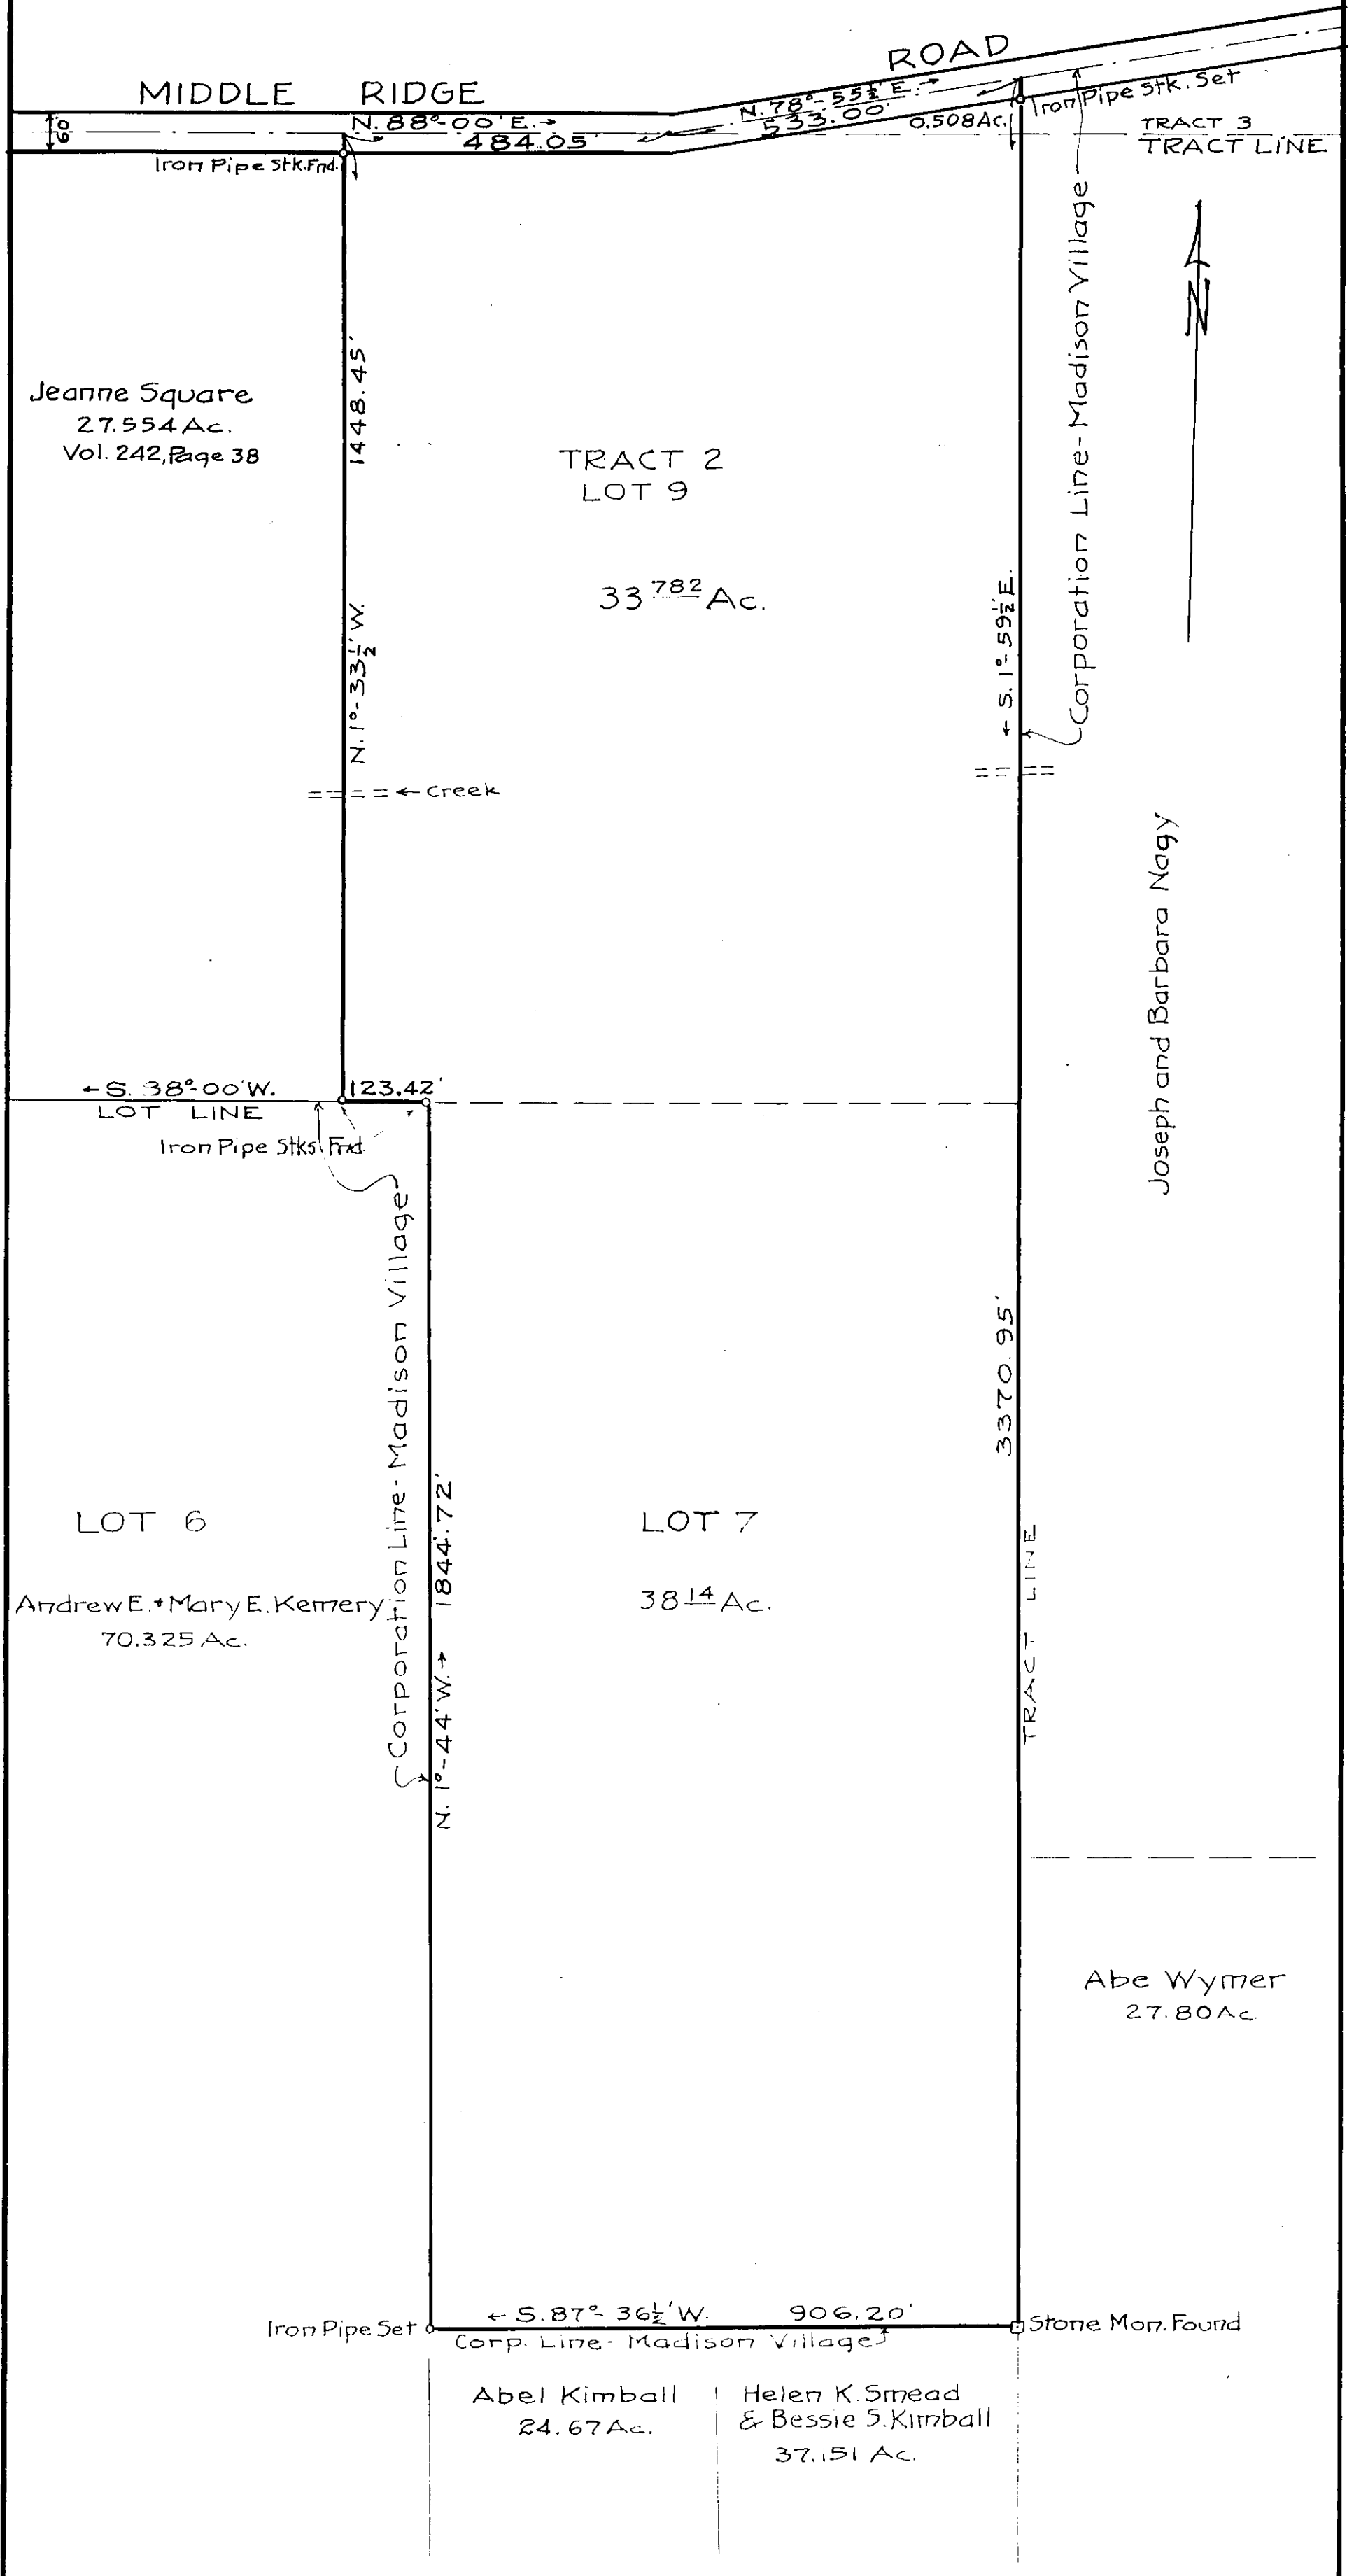 ROAD
MIDDLE RIDGE
60'
N. 88°-00' E. →
484.05'
N. 78°-55½' E. →
533.00'
0.508 Ac.
Iron Pipe Stk. Set
TRACT 3
TRACT LINE
Iron Pipe Stk. Fnd.
Corporation Line-Madison Village
N
Jeanne Square
27.554 Ac.
Vol. 242, Page 38
1448.45'
N. 1°-33½' W.
TRACT 2
LOT 9
33 782 Ac.
← S. 1°-59½' E.
= = = = ← Creek
Joseph and Barbara Nagy
← S. 38°-00' W.
123.42'
LOT LINE
Iron Pipe Stks. Fnd.
Corporation Line-Madison Village
3370.95'
LOT 6
Andrew E. + Mary E. Kemery
70.325 Ac.
1844.72'
N. 1°-44' W. →
LOT 7
38 14 Ac.
TRACT LINE
Abe Wymer
27.80 Ac.
Iron Pipe Set
← S. 87°-36½' W.
906.20'
Corp. Line-Madison Village
Stone Mon. Found
Abel Kimball
24.67 Ac.
Helen K. Smead
& Bessie S. Kimball
37.151 Ac.